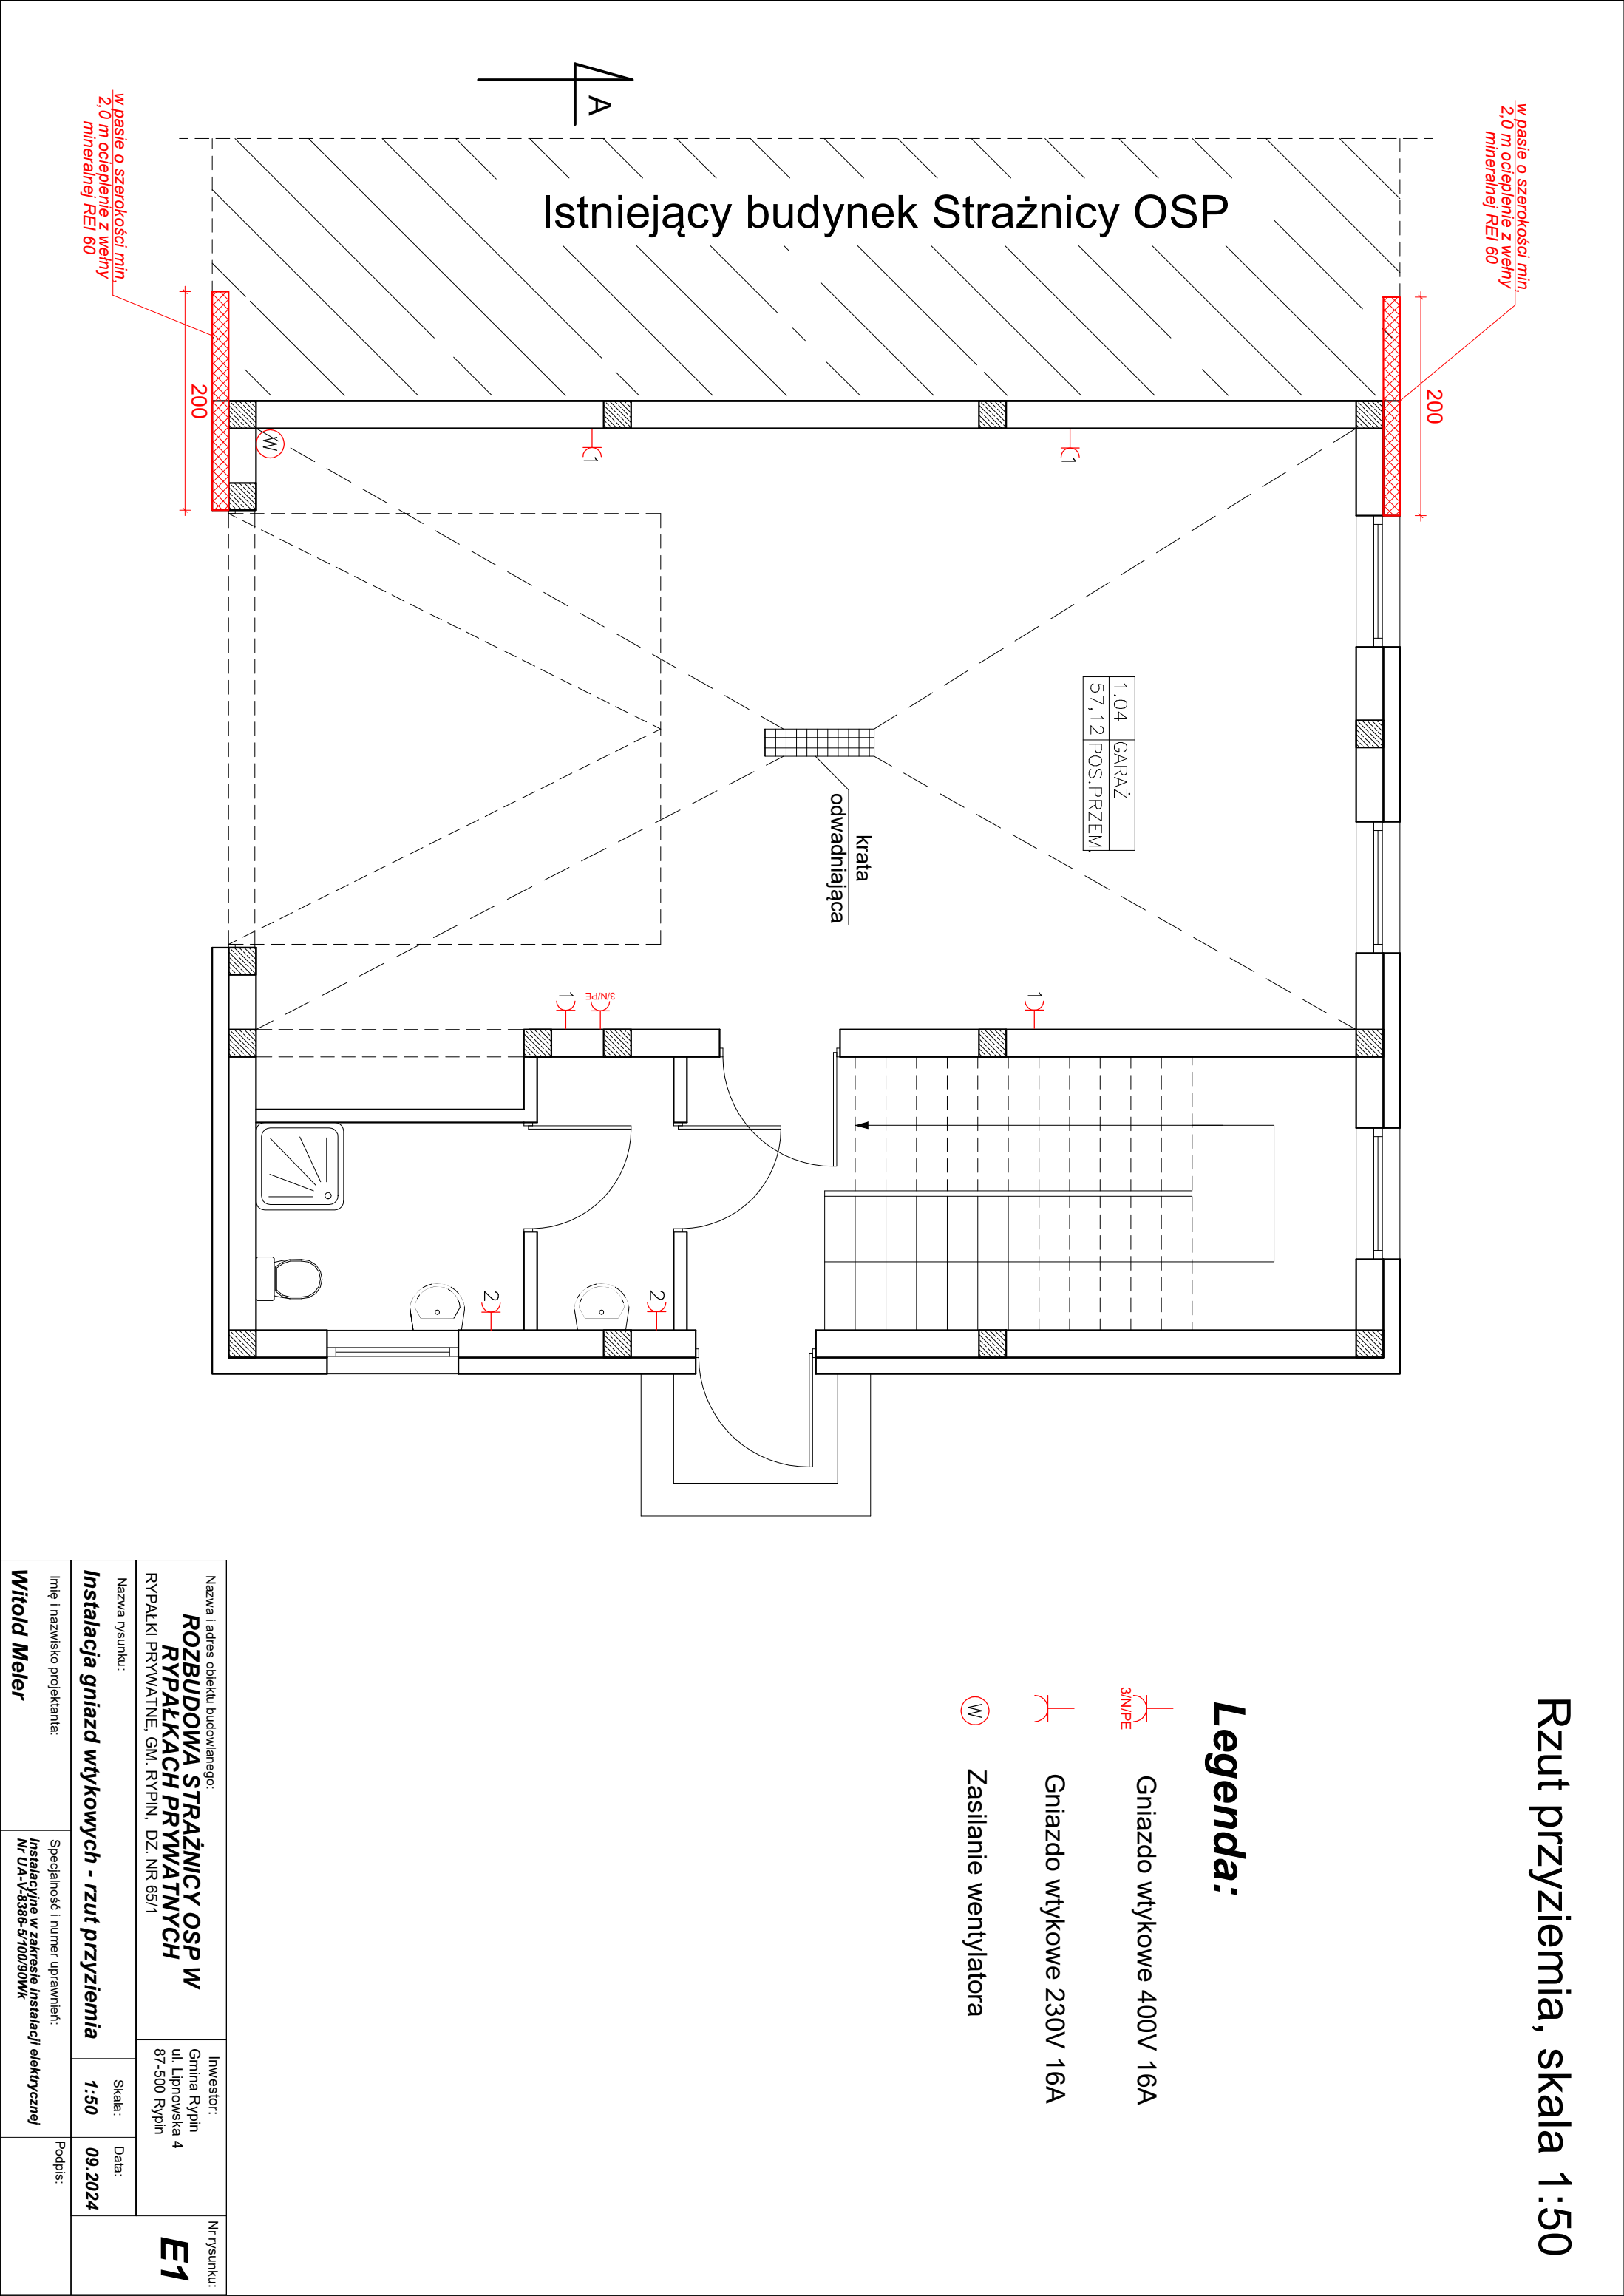 Rzut przyziemia, skala 1:50
w pasie o szerokości min.
2,0 m ocieplenie z wełny
mineralnej REI 60
200
Istniejący budynek Strażnicy OSP
A
1.04 GARAŻ
57,12 POS.PRZEM.
krata
odwadniająca
1
1
1
1
3/N/PE
2
2
W
200
w pasie o szerokości min.
2,0 m ocieplenie z wełny
mineralnej REI 60
Legenda:
3/N/PE
Gniazdo wtykowe 400V 16A
Gniazdo wtykowe 230V 16A
W
Zasilanie wentylatora
Nazwa i adres obiektu budowlanego:
ROZBUDOWA STRAŻNICY OSP W
RYPAŁKACH PRYWATNYCH
RYPAŁKI PRYWATNE, GM. RYPIN, DZ. NR 65/1
Inwestor:
Gmina Rypin
ul. Lipnowska 4
87-500 Rypin
Nr rysunku:
E1
Nazwa rysunku:
Instalacja gniazd wtykowych - rzut przyziemia
Skala:
1:50
Data:
09.2024
Imię i nazwisko projektanta:
Witold Meler
Specjalność i numer uprawnień:
Instalacyjne w zakresie instalacji elektrycznej
Nr UA-V-8386-5/100/90Wk
Podpis: